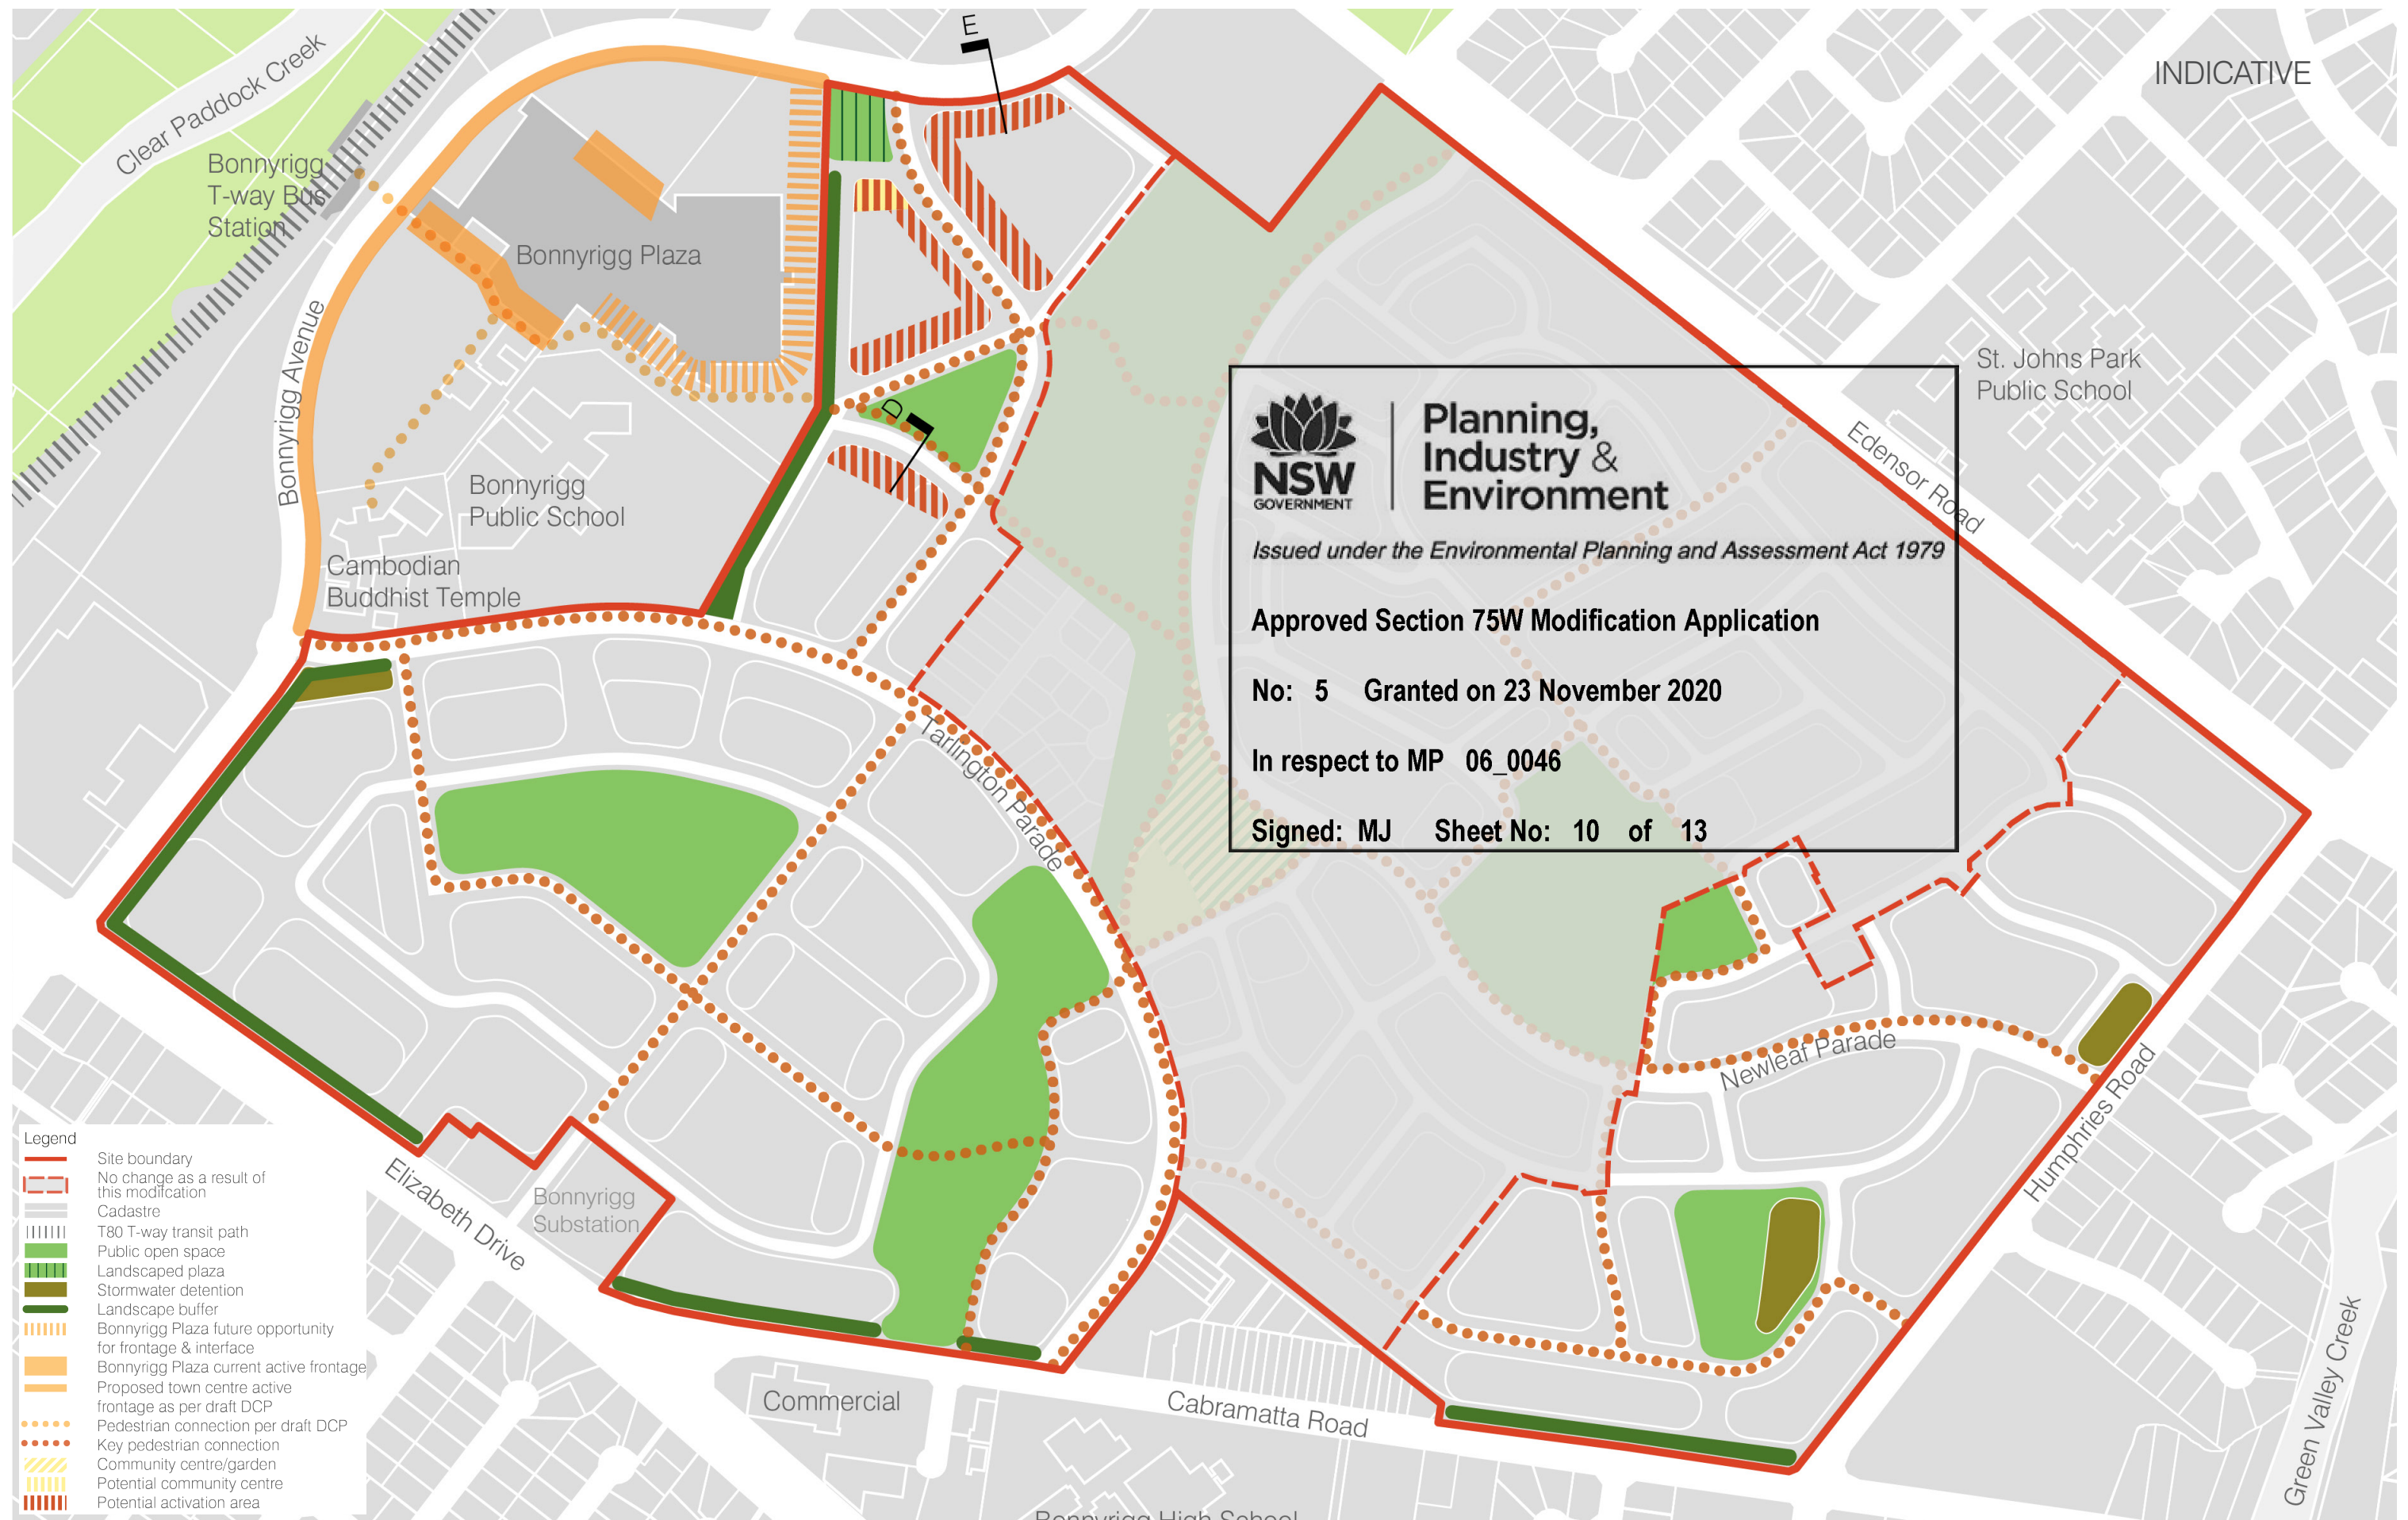 E
INDICATIVE
Clear Paddock Creek
Bonnyrigg
T-way Bus
Station
Bonnyrigg Plaza
Bonnyrigg Avenue
St. Johns Park
Public School
Edensor Road
D
Bonnyrigg
Public School
Cambodian
Buddhist Temple
NSW
GOVERNMENT
Planning,
Industry &
Environment
Issued under the Environmental Planning and Assessment Act 1979
Approved Section 75W Modification Application
No: 5 Granted on 23 November 2020
In respect to MP 06_0046
Signed: MJ Sheet No: 10 of 13
Tarlington Parade
Newleaf Parade
Humphries Road
Elizabeth Drive
Bonnyrigg
Substation
Commercial
Cabramatta Road
Green Valley Creek
Bonnyrigg High School
Legend
Site boundary
No change as a result of
this modifcation
Cadastre
T80 T-way transit path
Public open space
Landscaped plaza
Stormwater detention
Landscape buffer
Bonnyrigg Plaza future opportunity
for frontage & interface
Bonnyrigg Plaza current active frontage
Proposed town centre active
frontage as per draft DCP
Pedestrian connection per draft DCP
Key pedestrian connection
Community centre/garden
Potential community centre
Potential activation area